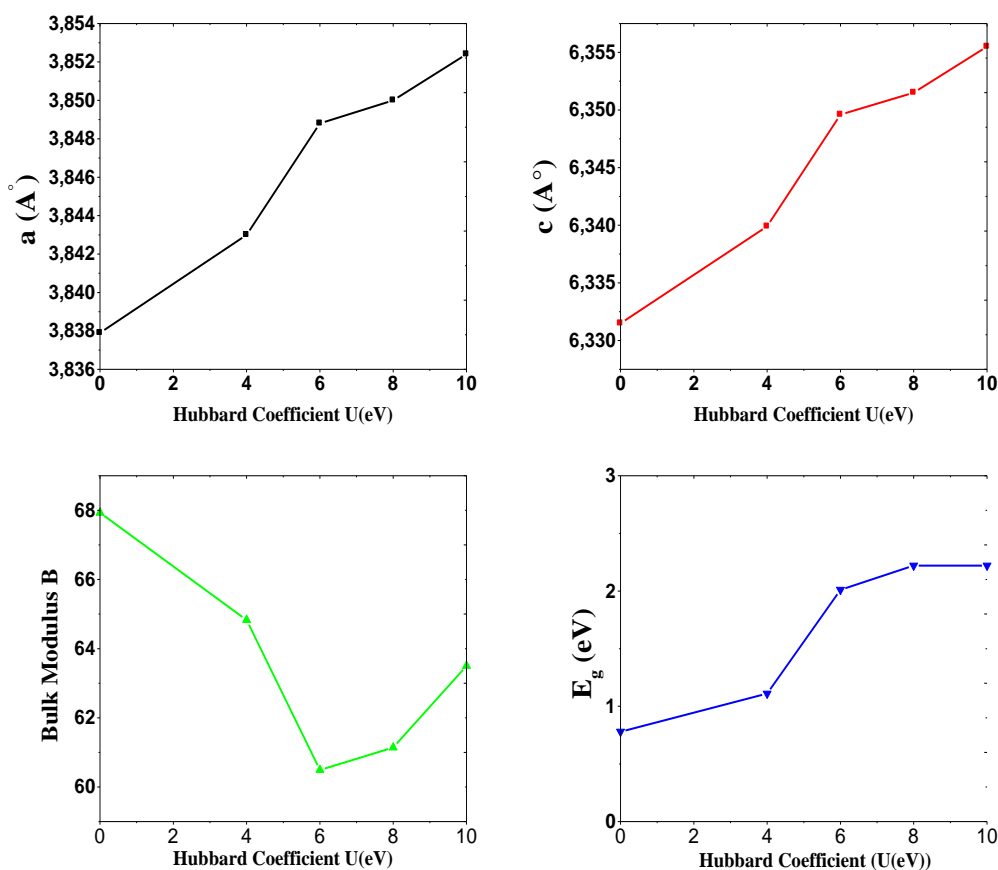 3,854
3,852
3,850
3,848
3,846
3,844
3,842
3,840
3,838
3,836
a (A°)
0 2 4 6 8 10
Hubbard Coefficient U(eV)
6,355
6,350
6,345
6,340
6,335
6,330
c (A°)
0 2 4 6 8 10
Hubbard Coefficient U(eV)
68
66
64
62
60
Bulk Modulus B
0 2 4 6 8 10
Hubbard Coefficient U(eV)
3
2
1
0
E_g (eV)
0 2 4 6 8 10
Hubbard Coefficient (U(eV))